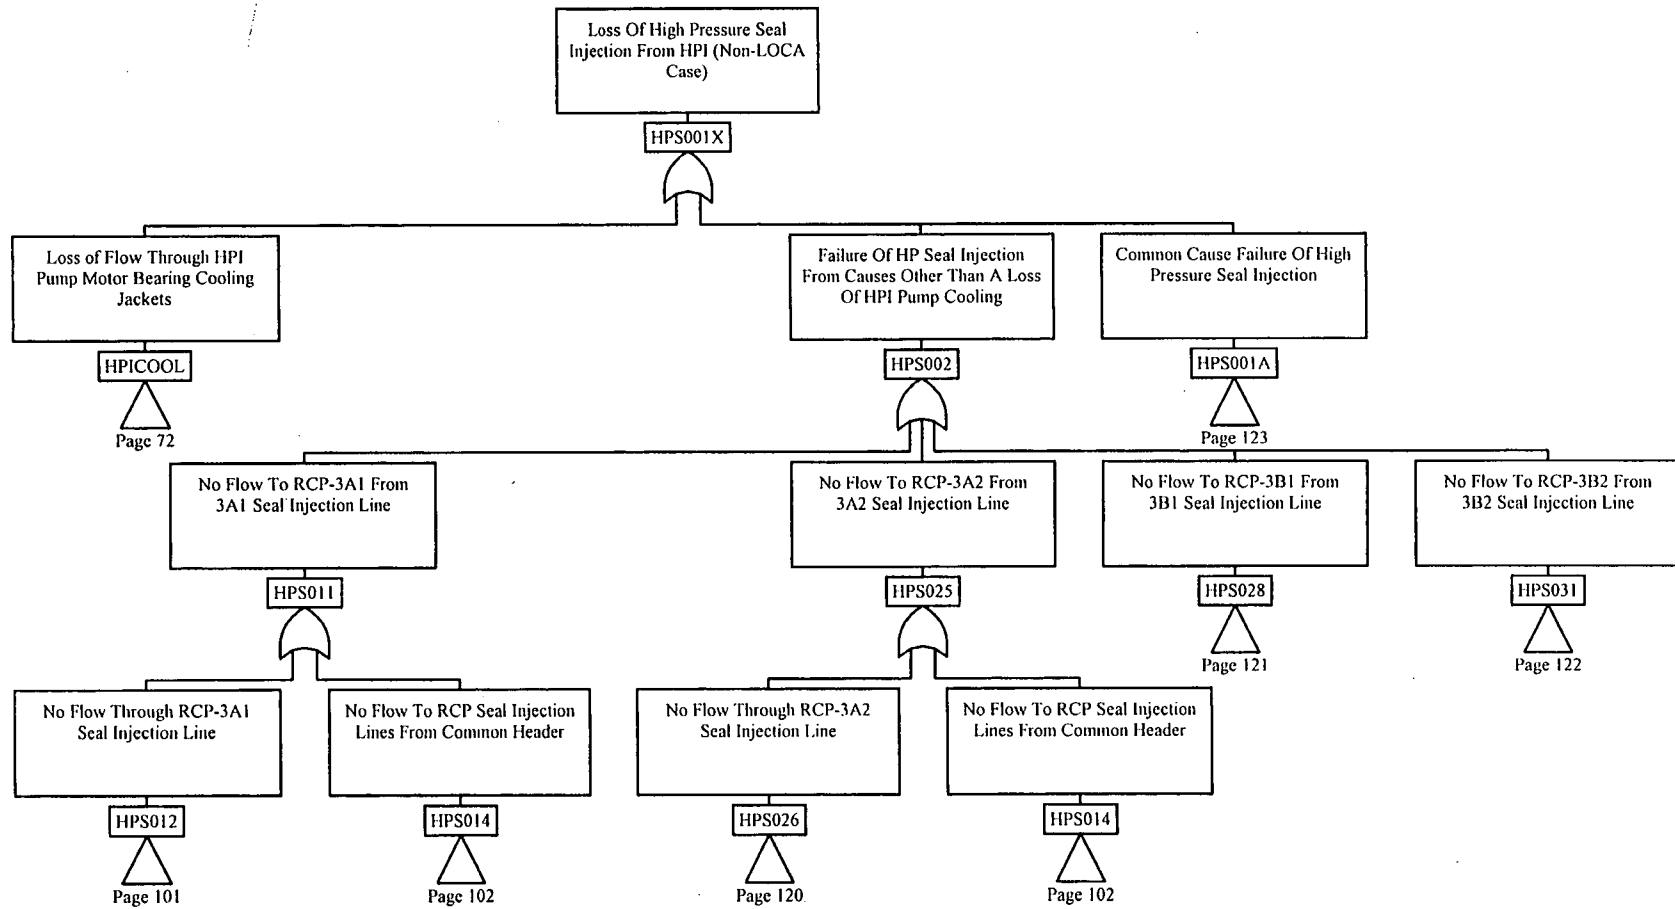 Loss Of High Pressure Seal
Injection From HPI (Non-LOCA
Case)
HPS001X
Loss of Flow Through HPI
Pump Motor Bearing Cooling
Jackets
HPICOOL
Page 72
Failure Of HP Seal Injection
From Causes Other Than A Loss
Of HPI Pump Cooling
HPS002
Common Cause Failure Of High
Pressure Seal Injection
HPS001A
Page 123
No Flow To RCP-3A1 From
3A1 Seal Injection Line
HPS011
No Flow To RCP-3A2 From
3A2 Seal Injection Line
HPS025
No Flow To RCP-3B1 From
3B1 Seal Injection Line
HPS028
Page 121
No Flow To RCP-3B2 From
3B2 Seal Injection Line
HPS031
Page 122
No Flow Through RCP-3A1
Seal Injection Line
HPS012
Page 101
No Flow To RCP Seal Injection
Lines From Common Header
HPS014
Page 102
No Flow Through RCP-3A2
Seal Injection Line
HPS026
Page 120
No Flow To RCP Seal Injection
Lines From Common Header
HPS014
Page 102